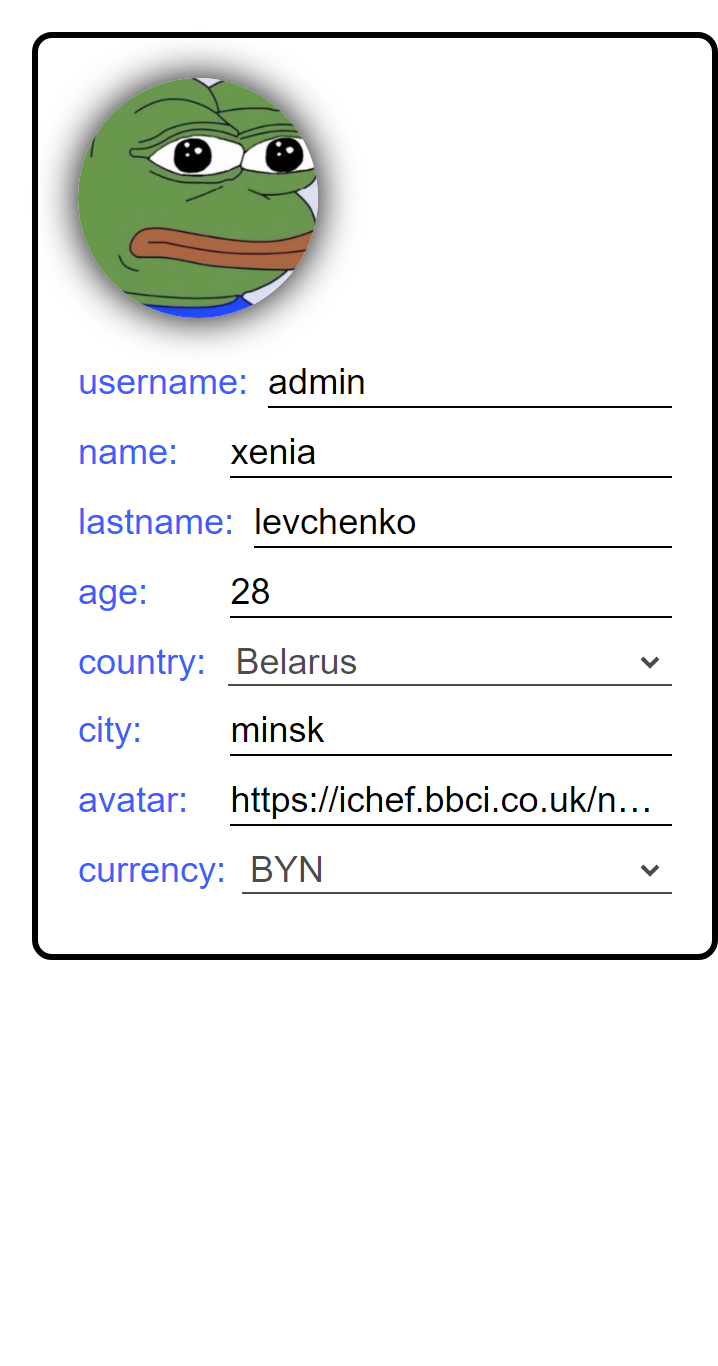 username: admin
name: xenia
lastname: levchenko
age: 28
country: Belarus
city: minsk
avatar: https://ichef.bbci.co.uk/n…
currency: BYN